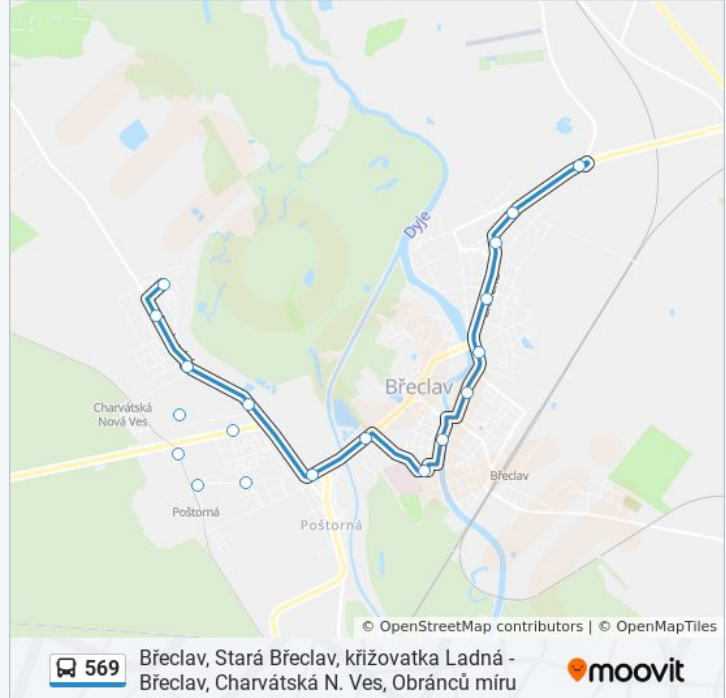 Dyje
Břeclav
Charvátská
Nová Ves
Břeclav
Poštorná
Poštorná
© OpenStreetMap contributors | © OpenMapTiles
569
Břeclav, Stará Břeclav, křižovatka Ladná -
Břeclav, Charvátská N. Ves, Obránců míru
moovit